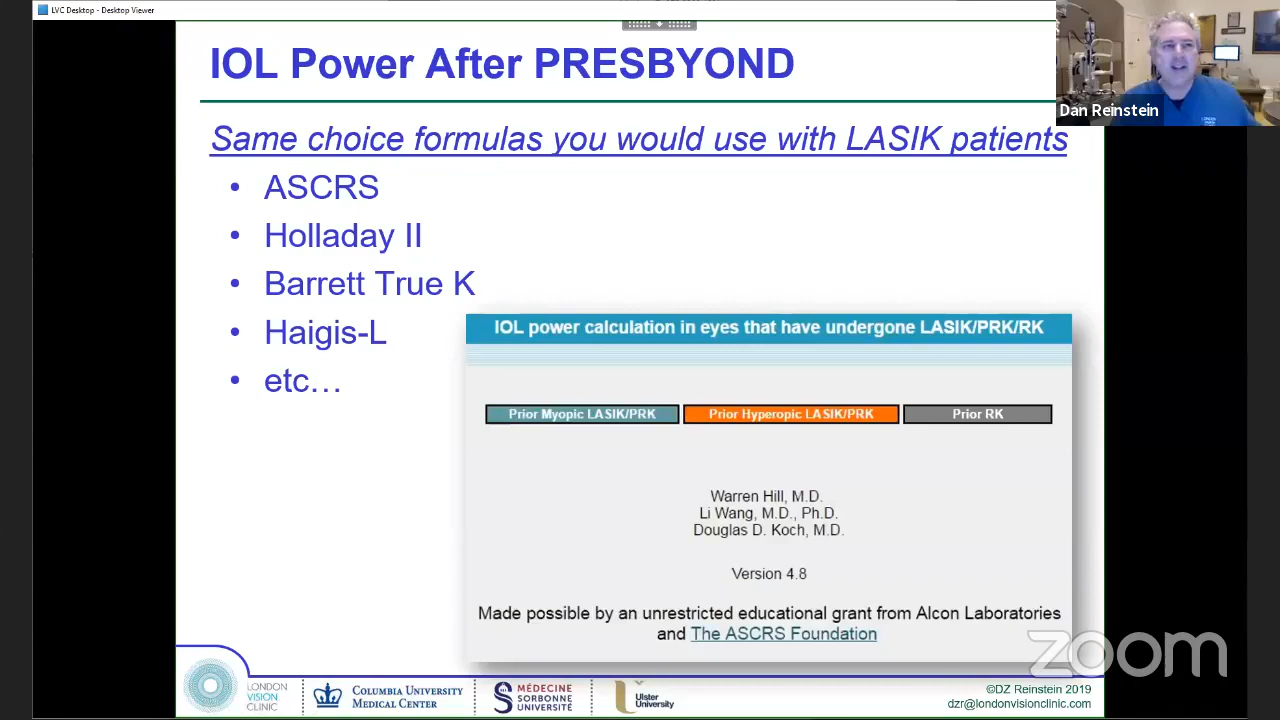 LVC Desktop - Desktop Viewer
IOL Power After PRESBYOND
Dan Reinstein
Same choice formulas you would use with LASIK patients
• ASCRS
• Holladay II
• Barrett True K
• Haigis-L
• etc…
IOL power calculation in eyes that have undergone LASIK/PRK/RK
Prior Myopic LASIK/PRK
Prior Hyperopic LASIK/PRK
Prior RK
Warren Hill, M.D.
Li Wang, M.D., Ph.D.
Douglas D. Koch, M.D.
Version 4.8
Made possible by an unrestricted educational grant from Alcon Laboratories
and The ASCRS Foundation
zoom
LONDON
VISION
CLINIC
COLUMBIA UNIVERSITY
MEDICAL CENTER
MÉDECINE
SORBONNE
UNIVERSITÉ
Ulster
University
©DZ Reinstein 2019
dzr@londonvisionclinic.com